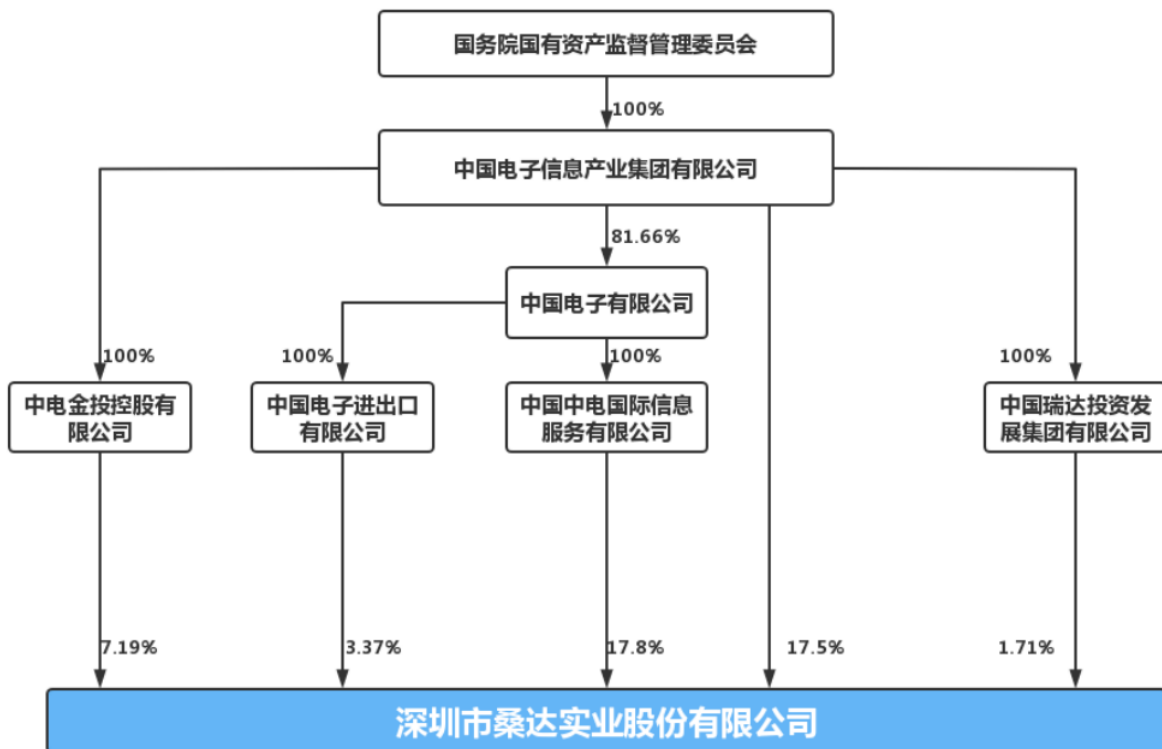 国务院国有资产监督管理委员会
100%
中国电子信息产业集团有限公司
81.66%
中国电子有限公司
100%
100%
100%
100%
中电金投控股有
限公司
中国电子进出口
有限公司
中国中电国际信息
服务有限公司
中国瑞达投资发
展集团有限公司
7.19%
3.37%
17.8%
17.5%
1.71%
深圳市桑达实业股份有限公司